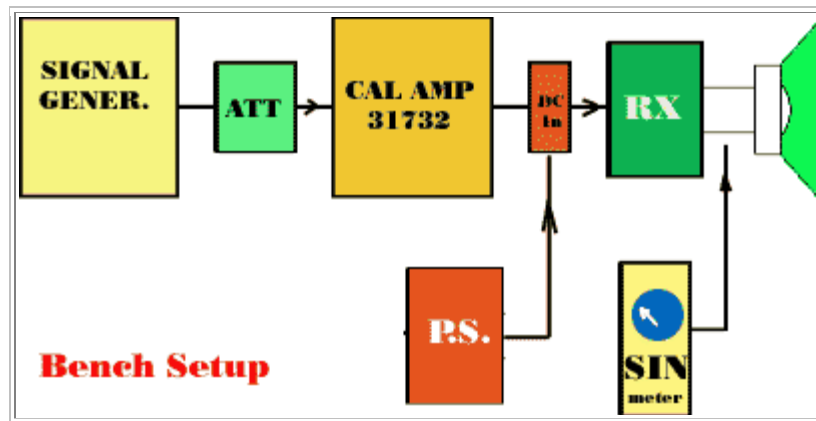 SIGNAL
GENER.
ATT
CAL AMP
31732
DC
In
RX
P.S.
SIN
meter
Bench Setup